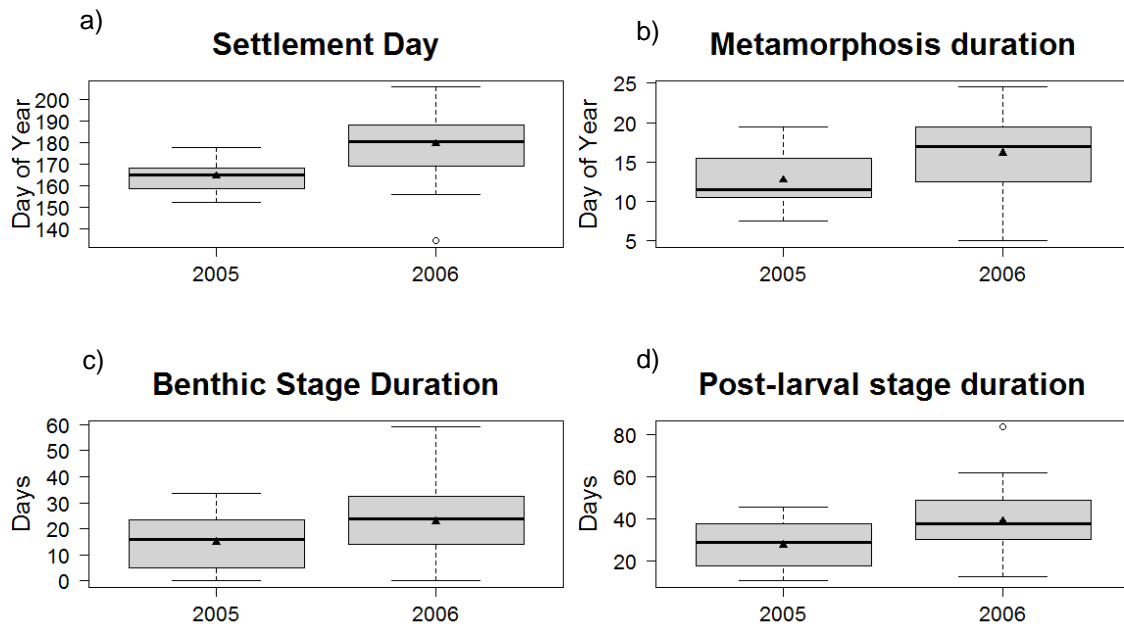 a)
Settlement Day
Day of Year
200
190
180
170
160
150
140
2005 2006
b)
Metamorphosis duration
Day of Year
25
20
15
10
5
2005 2006
c)
Benthic Stage Duration
Days
60
50
40
30
20
10
0
2005 2006
d)
Post-larval stage duration
Days
80
60
40
20
2005 2006